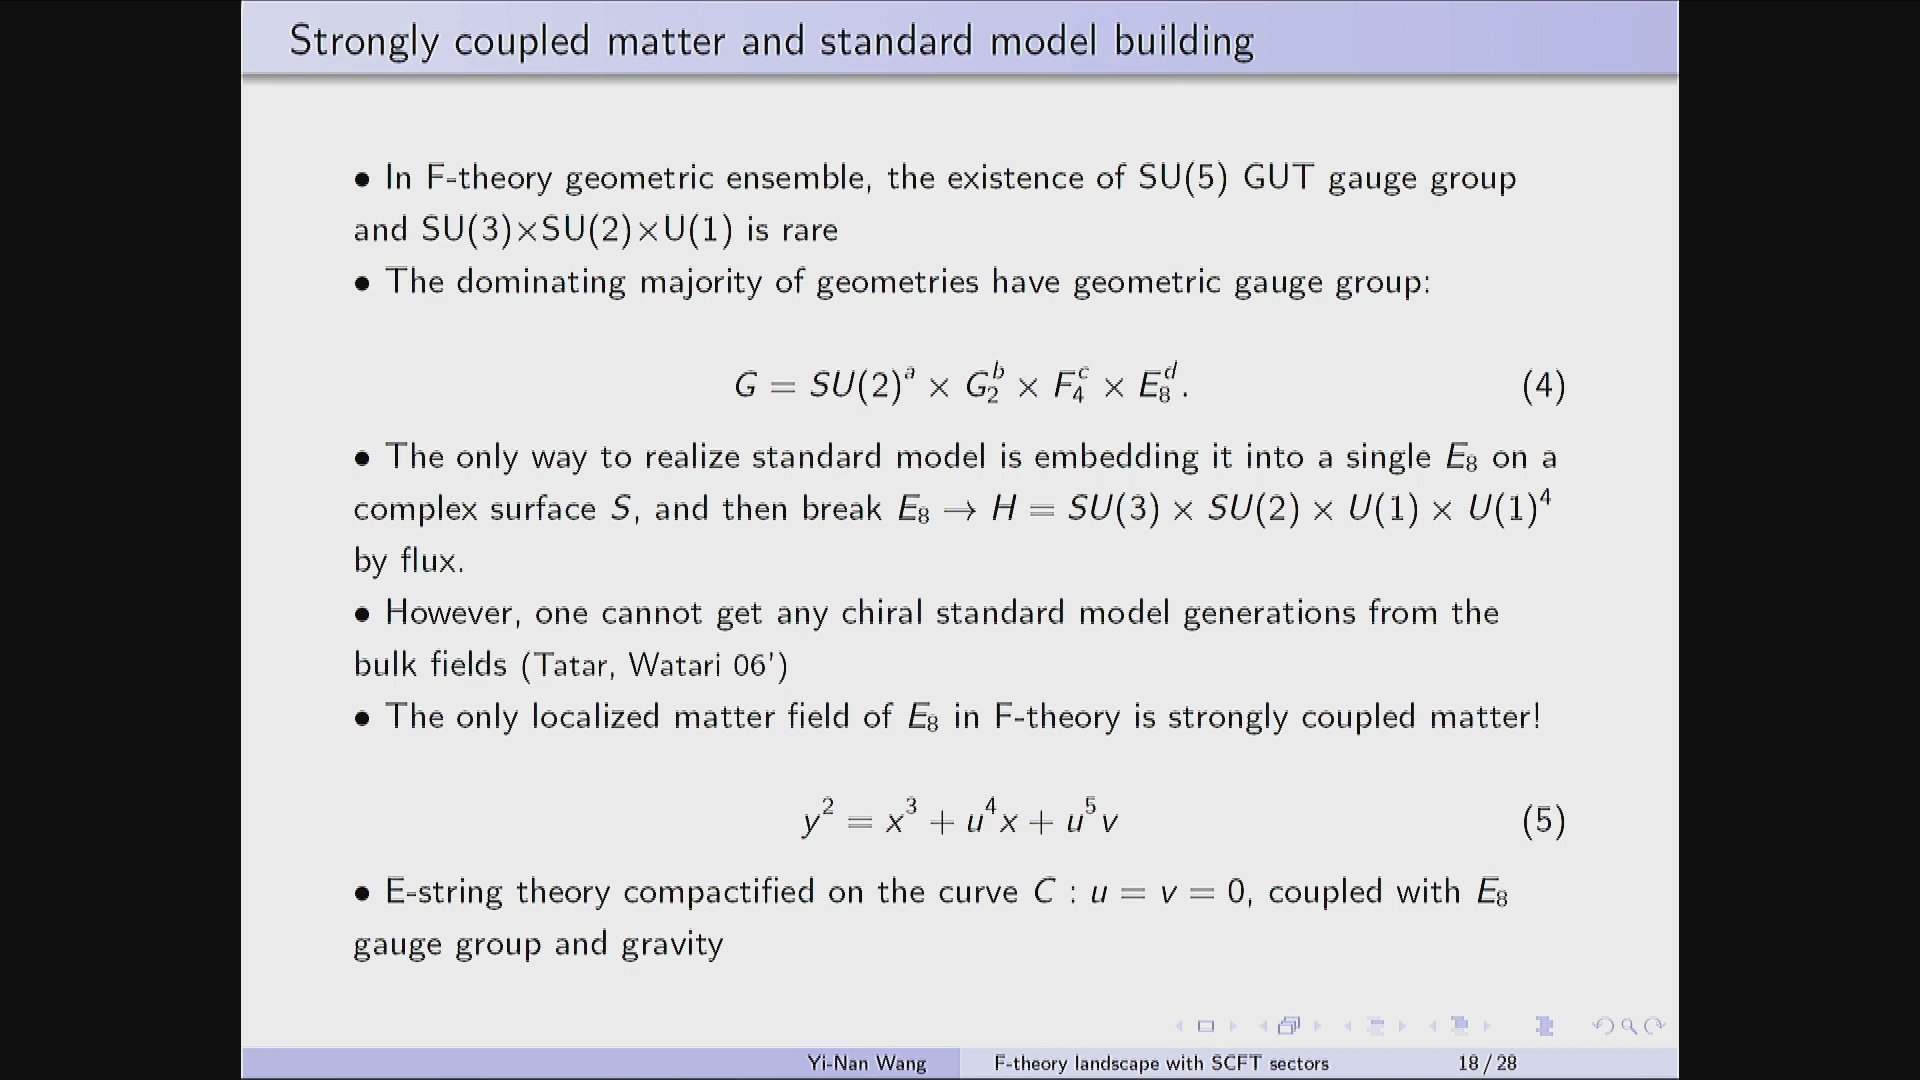 Strongly coupled matter and standard model building
• In F-theory geometric ensemble, the existence of SU(5) GUT gauge group
and SU(3)×SU(2)×U(1) is rare
• The dominating majority of geometries have geometric gauge group:
G = SU(2)^a × G_2^b × F_4^c × E_8^d. (4)
• The only way to realize standard model is embedding it into a single E_8 on a
complex surface S, and then break E_8 → H = SU(3) × SU(2) × U(1) × U(1)^4
by flux.
• However, one cannot get any chiral standard model generations from the
bulk fields (Tatar, Watari 06')
• The only localized matter field of E_8 in F-theory is strongly coupled matter!
y^2 = x^3 + u^4 x + u^5 v (5)
• E-string theory compactified on the curve C : u = v = 0, coupled with E_8
gauge group and gravity
Yi-Nan Wang F-theory landscape with SCFT sectors 18 / 28